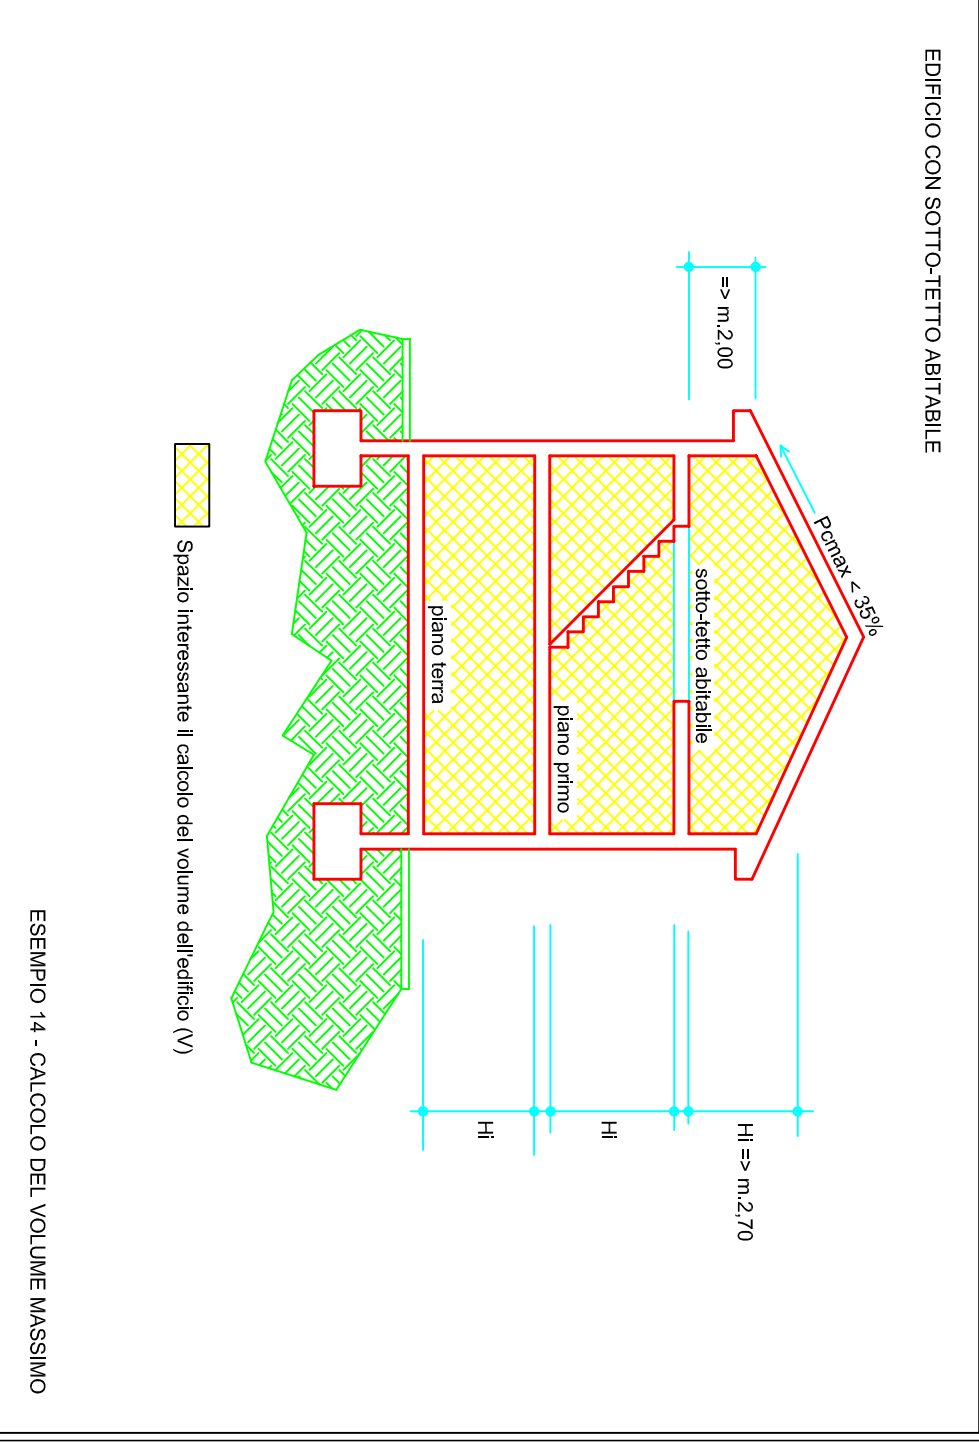 EDIFICIO CON SOTTO-TETTO ABITABILE
Pcmax < 35%
=> m.2,00
sotto-tetto abitabile
Hi => m.2,70
piano primo
Hi
piano terra
Hi
Spazio interessante il calcolo del volume dell'edificio (V)
ESEMPIO 14 - CALCOLO DEL VOLUME MASSIMO